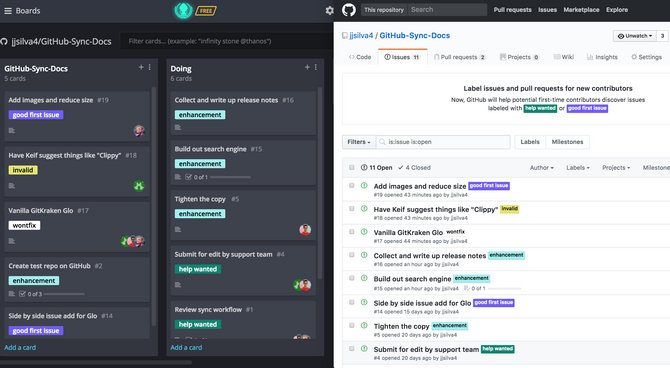 Boards
FREE
jjsilva4/GitHub-Sync-Docs
Filter cards... (example: "infinity stone @thanos")
GitHub-Sync-Docs
5 cards
Add images and reduce size #19
good first issue
Have Keif suggest things like "Clippy" #18
invalid
Vanilla GitKraken Glo #17
wontfix
Create test repo on GitHub #2
enhancement
0 of 3
Side by side issue add for Glo #14
good first issue
Add a card
Doing
6 cards
Collect and write up release notes #16
enhancement
Build out search engine #15
enhancement
0 of 1
Tighten the copy #5
enhancement
Submit for edit by support team #4
help wanted
Review sync workflow #1
help wanted
Add a card
This repository Search Pull requests Issues Marketplace Explore
jjsilva4 / GitHub-Sync-Docs Unwatch 3
Code Issues 11 Pull requests 2 Projects 0 Wiki Insights Settings
Label issues and pull requests for new contributors
Now, GitHub will help potential first-time contributors discover issues
labeled with help wanted or good first issue
Filters is:issue is:open Labels Milestones
11 Open 4 Closed Author Labels Projects Milestones
Add images and reduce size good first issue
#19 opened 43 minutes ago by jjsilva4
Have Keif suggest things like "Clippy" invalid
#18 opened 43 minutes ago by jjsilva4
Vanilla GitKraken Glo wontfix
#17 opened 44 minutes ago by jjsilva4
Collect and write up release notes enhancement
#16 opened an hour ago by jjsilva4
Build out search engine enhancement
#15 opened an hour ago by jjsilva4 0 of 1
Side by side issue add for Glo good first issue
#14 opened 15 days ago by jjsilva4
Tighten the copy enhancement
#5 opened 20 days ago by jjsilva4
Submit for edit by support team help wanted
#4 opened 20 days ago by jjsilva4